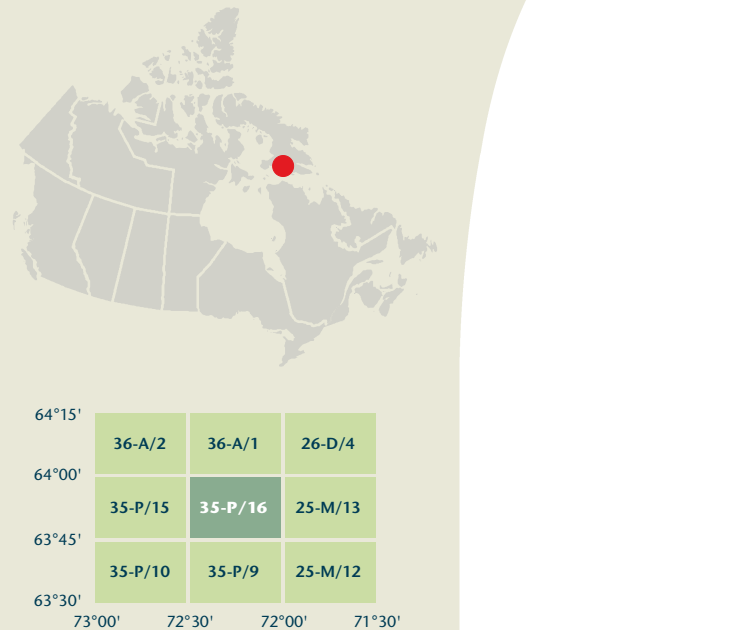 64°15'
36-A/2 36-A/1 26-D/4
64°00'
35-P/15 35-P/16 25-M/13
63°45'
35-P/10 35-P/9 25-M/12
63°30'
73°00' 72°30' 72°00' 71°30'